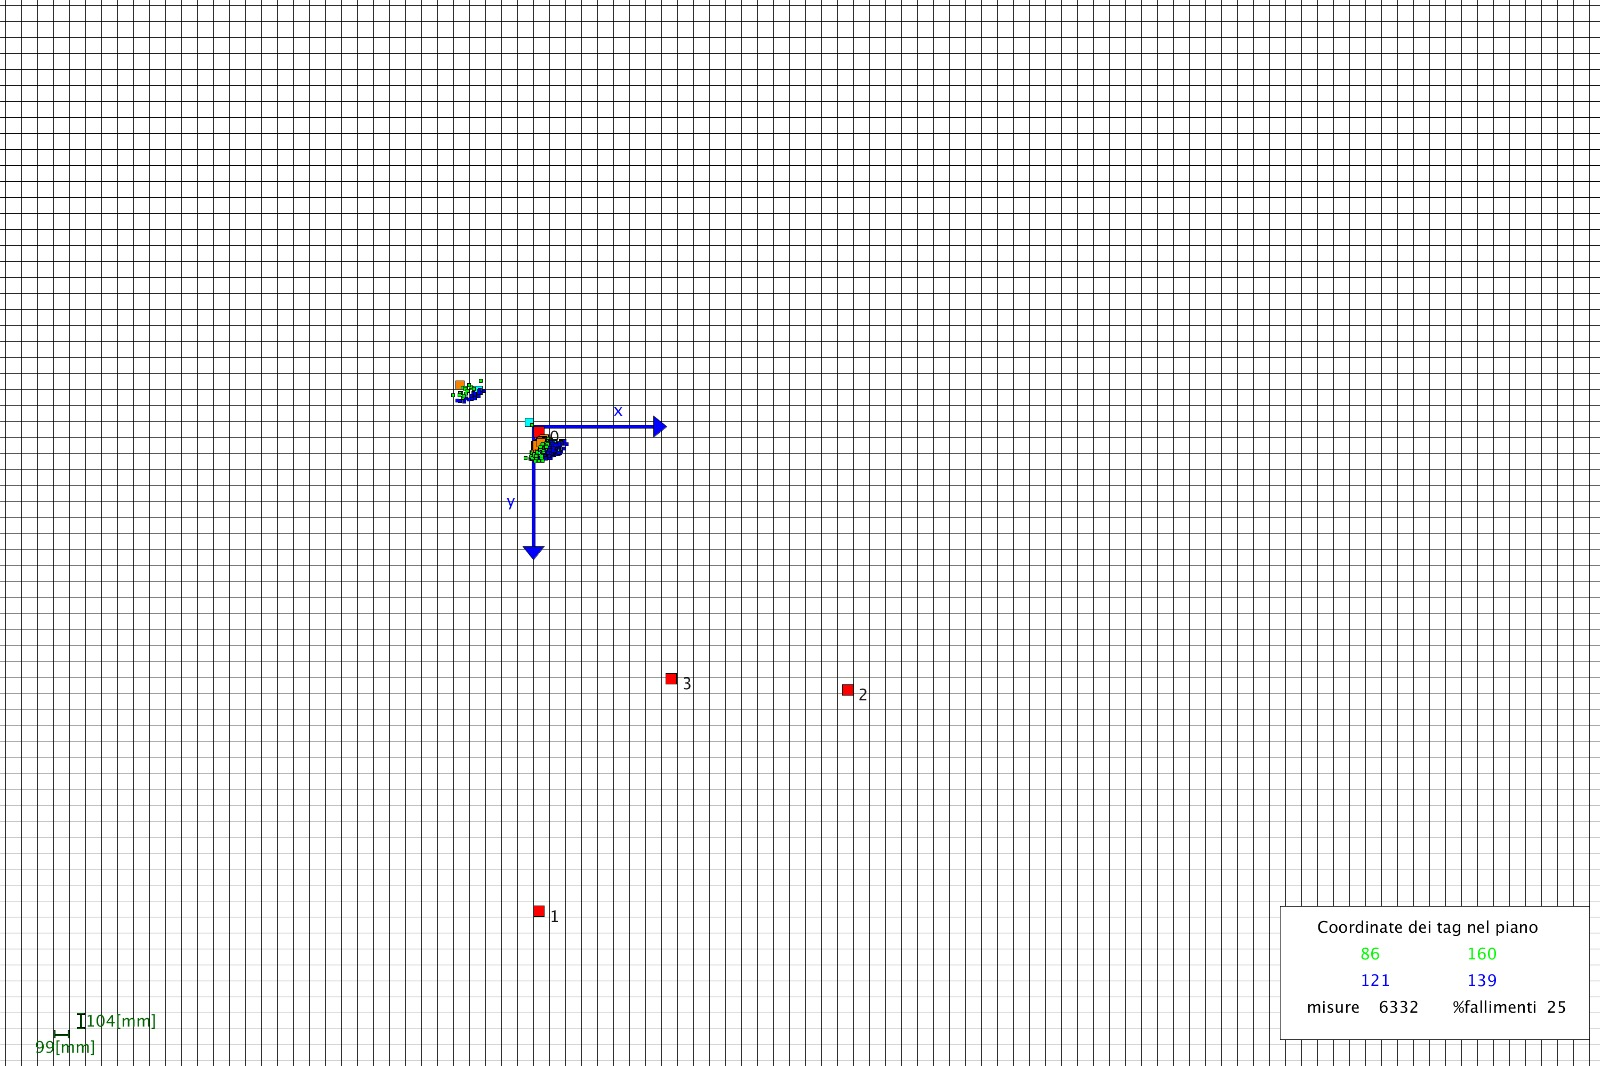 x
0
y
3
2
1
Coordinate dei tag nel piano
86 160
121 139
misure 6332 %fallimenti 25
104[mm]
99[mm]